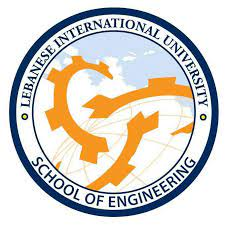 LEBANESE INTERNATIONAL UNIVERSITY
SCHOOL OF ENGINEERING